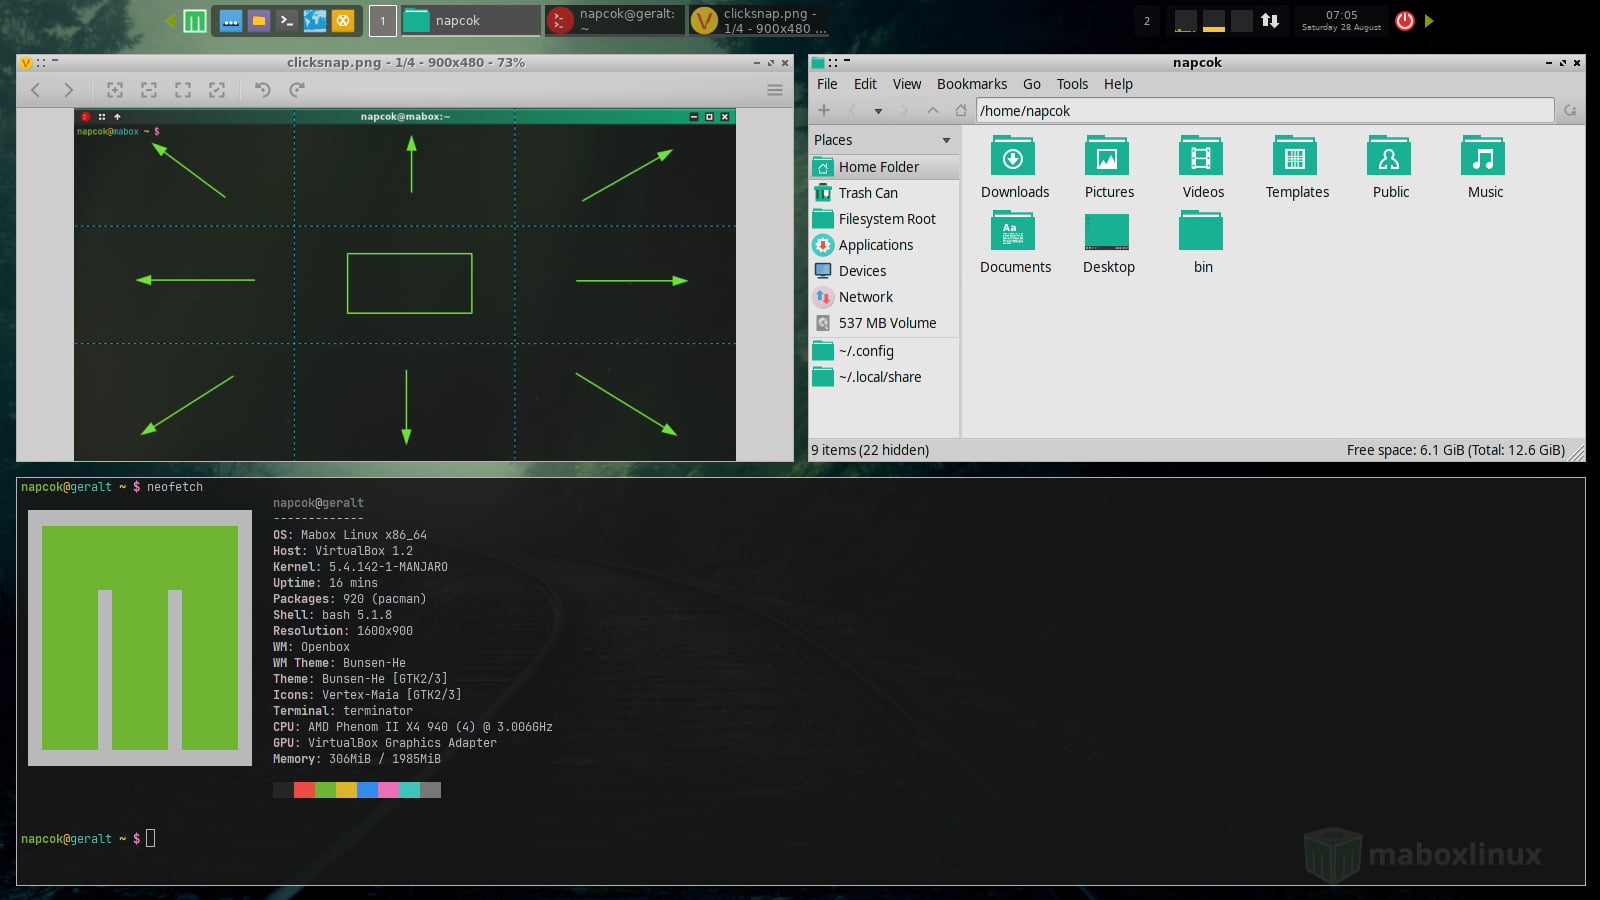 1
napcok
napcok@geralt:
~
clicksnap.png -
1/4 - 900x480 ...
2
07:05
Saturday 28 August
clicksnap.png - 1/4 - 900x480 - 73%
napcok@mabox:~
napcok@mabox ~ $
napcok
File Edit View Bookmarks Go Tools Help
/home/napcok
Places
Home Folder
Trash Can
Filesystem Root
Applications
Devices
Network
537 MB Volume
~/.config
~/.local/share
Downloads Pictures Videos Templates Public Music
Aa
Documents Desktop bin
9 items (22 hidden) Free space: 6.1 GiB (Total: 12.6 GiB)
napcok@geralt ~ $ neofetch
napcok@geralt
-------------
OS: Mabox Linux x86_64
Host: VirtualBox 1.2
Kernel: 5.4.142-1-MANJARO
Uptime: 16 mins
Packages: 920 (pacman)
Shell: bash 5.1.8
Resolution: 1600x900
WM: Openbox
WM Theme: Bunsen-He
Theme: Bunsen-He [GTK2/3]
Icons: Vertex-Maia [GTK2/3]
Terminal: terminator
CPU: AMD Phenom II X4 940 (4) @ 3.006GHz
GPU: VirtualBox Graphics Adapter
Memory: 306MiB / 1985MiB
napcok@geralt ~ $
maboxlinux